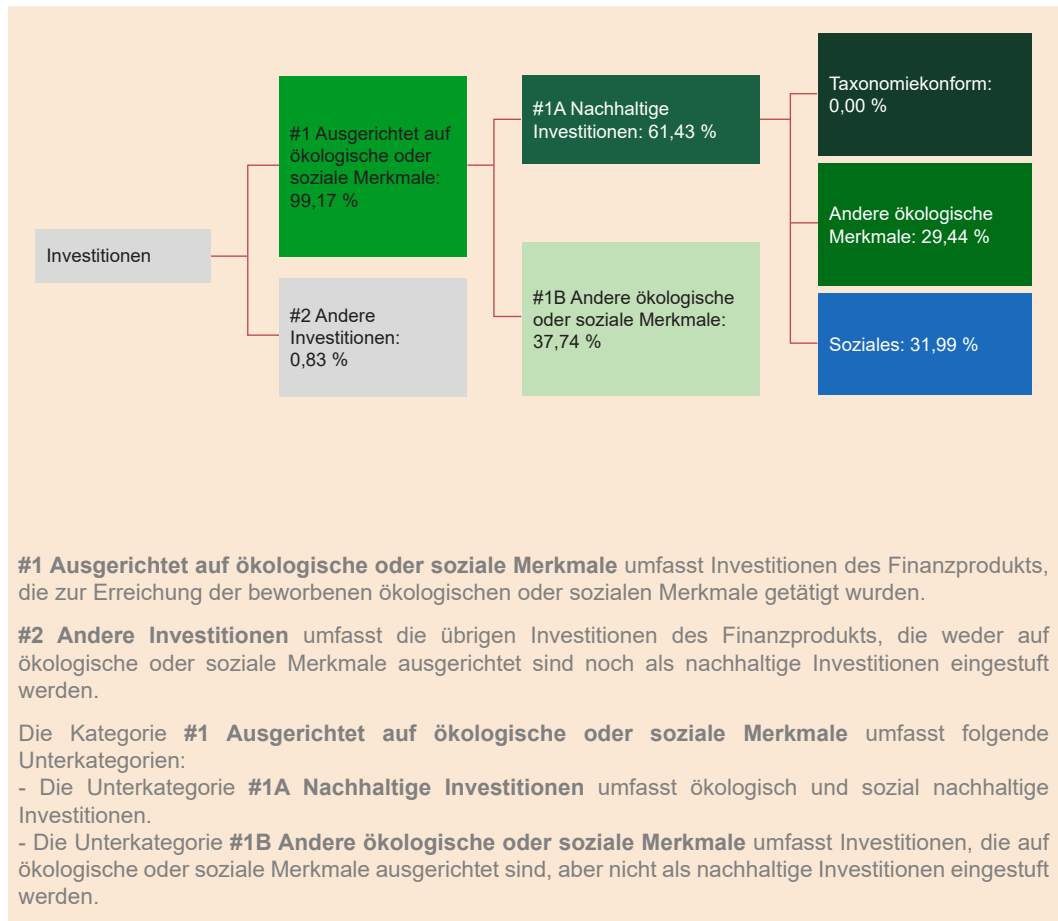 Investitionen
#1 Ausgerichtet auf
ökologische oder
soziale Merkmale:
99,17 %
#2 Andere
Investitionen:
0,83 %
#1A Nachhaltige
Investitionen: 61,43 %
#1B Andere ökologische
oder soziale Merkmale:
37,74 %
Taxonomiekonform:
0,00 %
Andere ökologische
Merkmale: 29,44 %
Soziales: 31,99 %
#1 Ausgerichtet auf ökologische oder soziale Merkmale umfasst Investitionen des Finanzprodukts,
die zur Erreichung der beworbenen ökologischen oder sozialen Merkmale getätigt wurden.
#2 Andere Investitionen umfasst die übrigen Investitionen des Finanzprodukts, die weder auf
ökologische oder soziale Merkmale ausgerichtet sind noch als nachhaltige Investitionen eingestuft
werden.
Die Kategorie #1 Ausgerichtet auf ökologische oder soziale Merkmale umfasst folgende
Unterkategorien:
- Die Unterkategorie #1A Nachhaltige Investitionen umfasst ökologisch und sozial nachhaltige
Investitionen.
- Die Unterkategorie #1B Andere ökologische oder soziale Merkmale umfasst Investitionen, die auf
ökologische oder soziale Merkmale ausgerichtet sind, aber nicht als nachhaltige Investitionen eingestuft
werden.